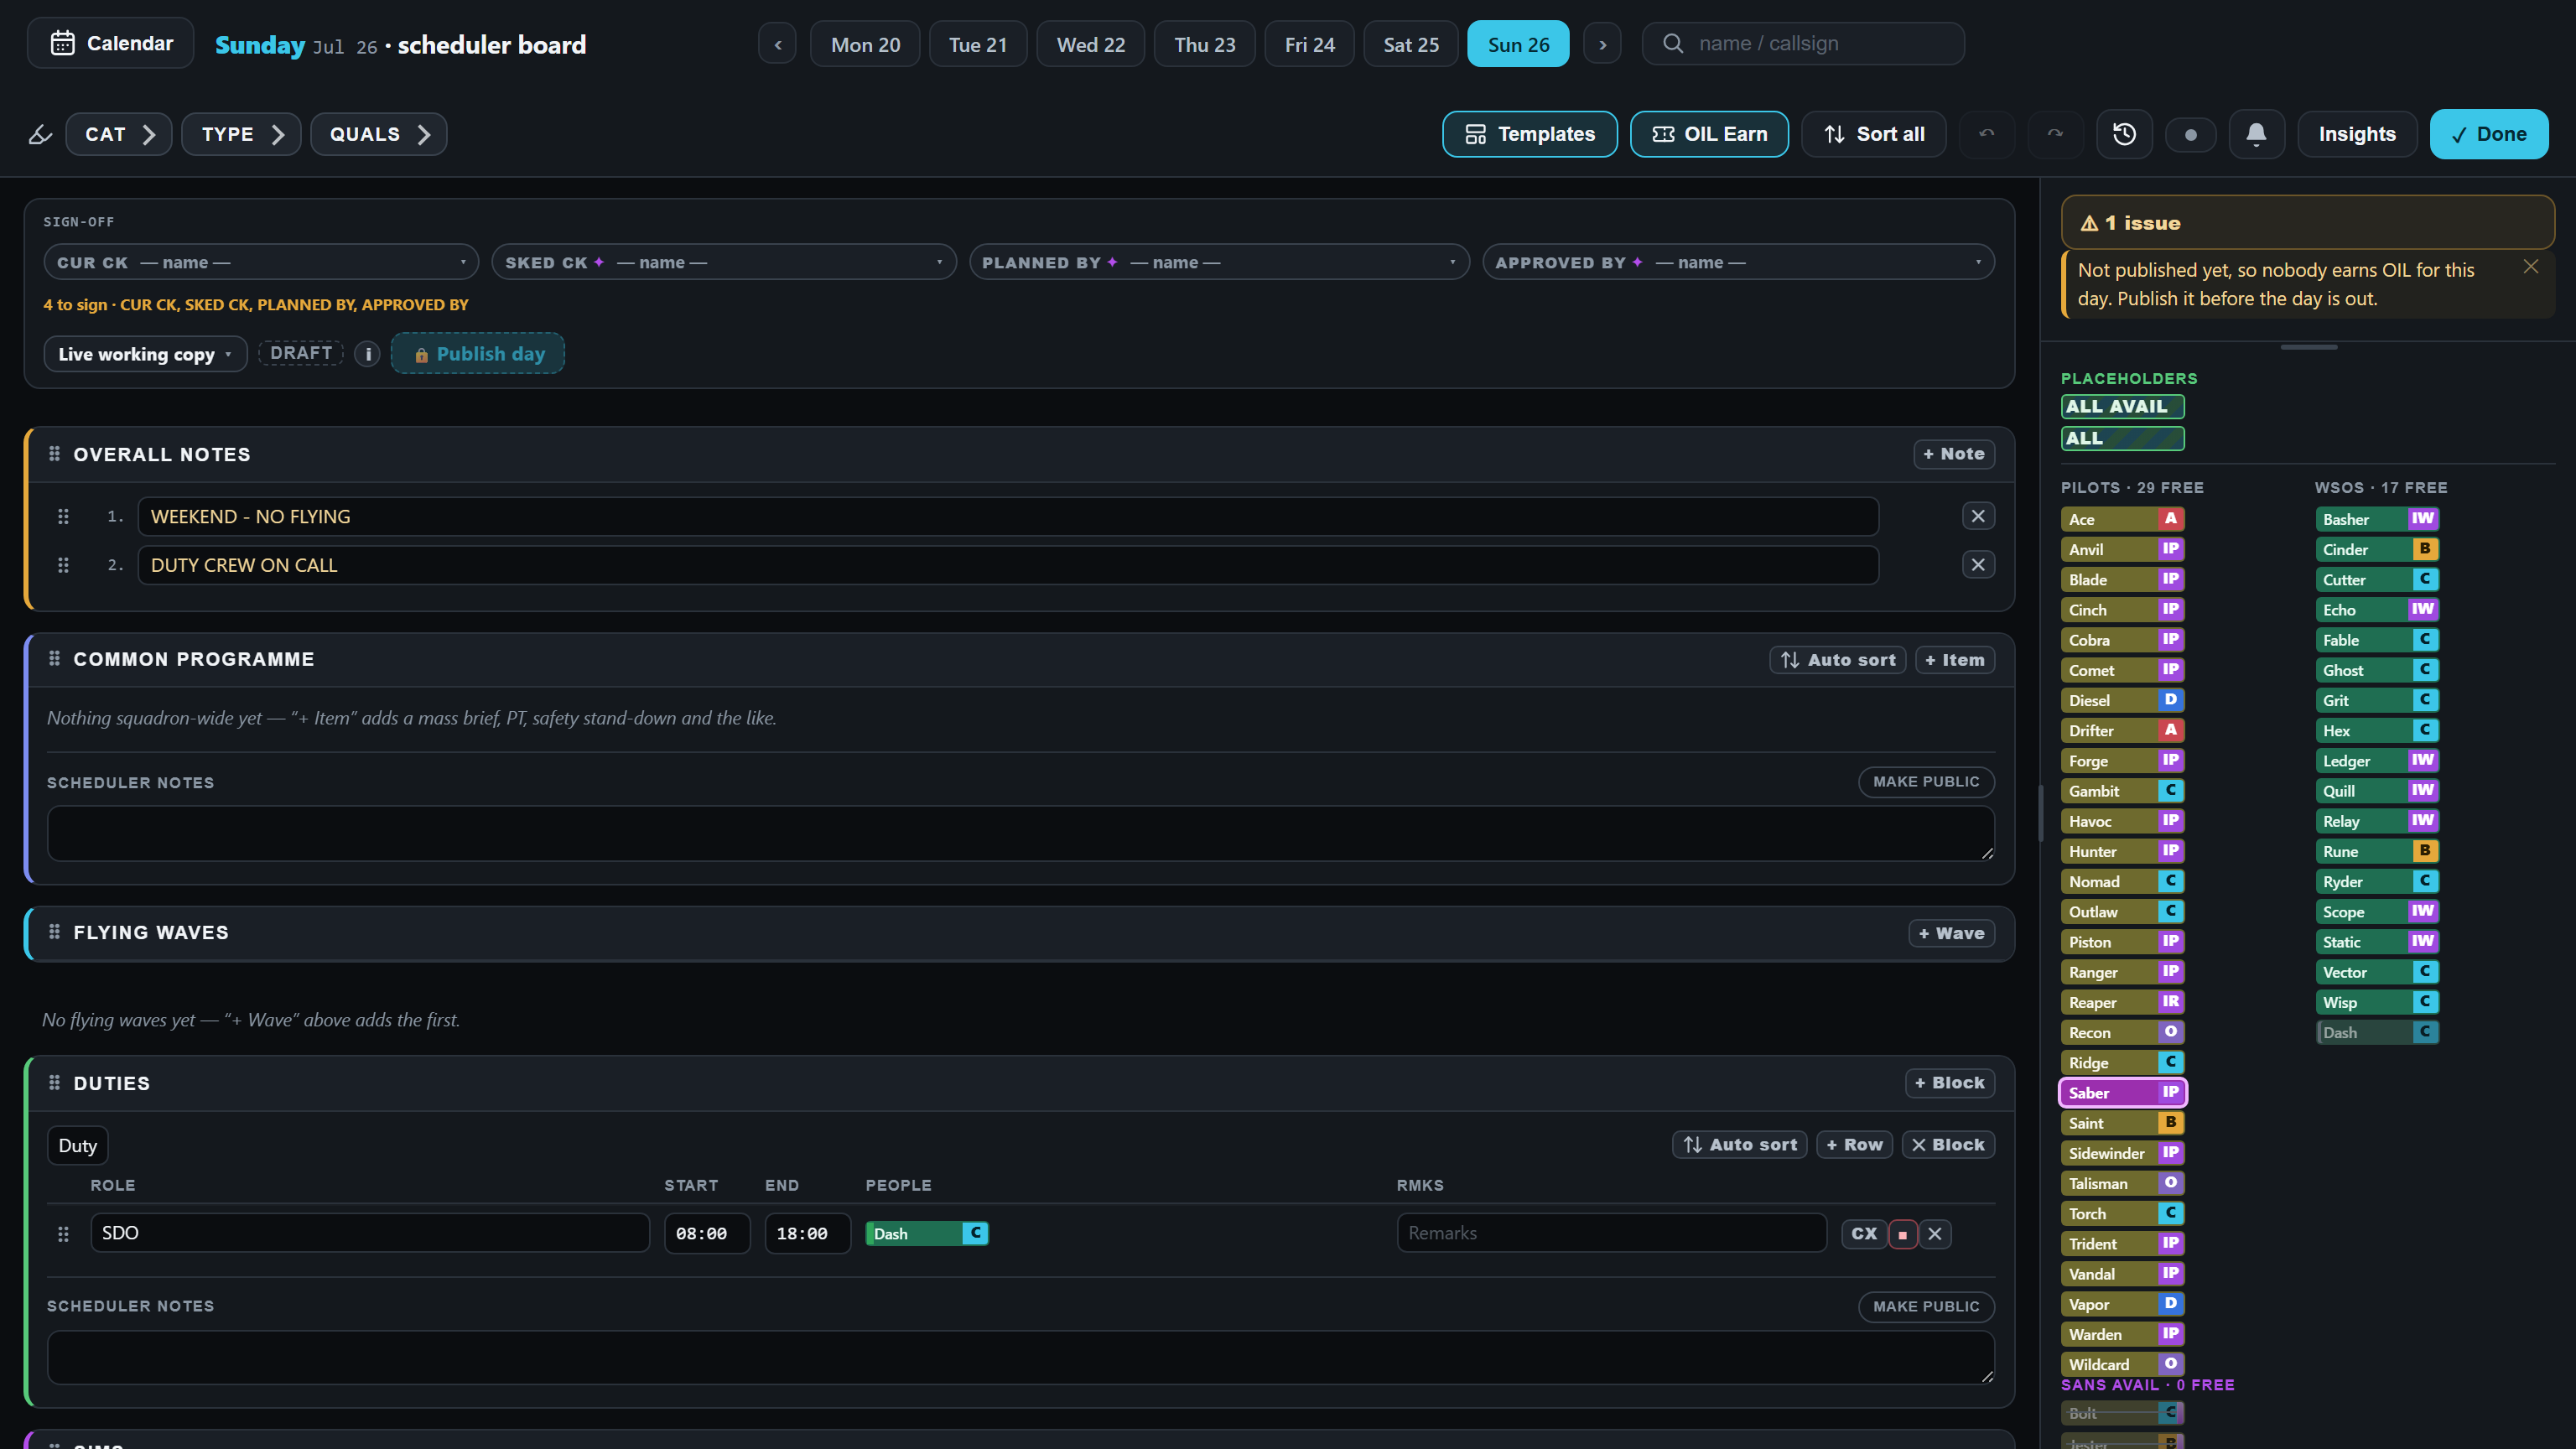 Calendar
Sunday Jul 26 • scheduler board
‹ Mon 20 Tue 21 Wed 22 Thu 23 Fri 24 Sat 25 Sun 26 ›
name / callsign
CAT TYPE QUALS
Templates OIL Earn Sort all Insights ✓ Done
SIGN-OFF
CUR CK — name —
SKED CK ✦ — name —
PLANNED BY ✦ — name —
APPROVED BY ✦ — name —
4 to sign · CUR CK, SKED CK, PLANNED BY, APPROVED BY
Live working copy DRAFT i Publish day
OVERALL NOTES
+ Note
1. WEEKEND - NO FLYING
2. DUTY CREW ON CALL
COMMON PROGRAMME
Auto sort + Item
Nothing squadron-wide yet — “+ Item” adds a mass brief, PT, safety stand-down and the like.
SCHEDULER NOTES
MAKE PUBLIC
FLYING WAVES
+ Wave
No flying waves yet — “+ Wave” above adds the first.
DUTIES
+ Block
Duty
Auto sort + Row × Block
ROLE START END PEOPLE RMKS
SDO 08:00 18:00 Dash C Remarks CX
SCHEDULER NOTES
MAKE PUBLIC
SIMS
⚠ 1 issue
Not published yet, so nobody earns OIL for this
day. Publish it before the day is out.
PLACEHOLDERS
ALL AVAIL
ALL
PILOTS · 29 FREE
Ace A
Anvil IP
Blade IP
Cinch IP
Cobra IP
Comet IP
Diesel D
Drifter A
Forge IP
Gambit C
Havoc IP
Hunter IP
Nomad C
Outlaw C
Piston IP
Ranger IP
Reaper IR
Recon O
Ridge C
Saber IP
Saint B
Sidewinder IP
Talisman O
Torch C
Trident IP
Vandal IP
Vapor D
Warden IP
Wildcard O
WSOS · 17 FREE
Basher IW
Cinder B
Cutter C
Echo IW
Fable C
Ghost C
Grit C
Hex C
Ledger IW
Quill IW
Relay IW
Rune B
Ryder C
Scope IW
Static IW
Vector C
Wisp C
Dash C
SANS AVAIL · 0 FREE
Bolt C
Jester B